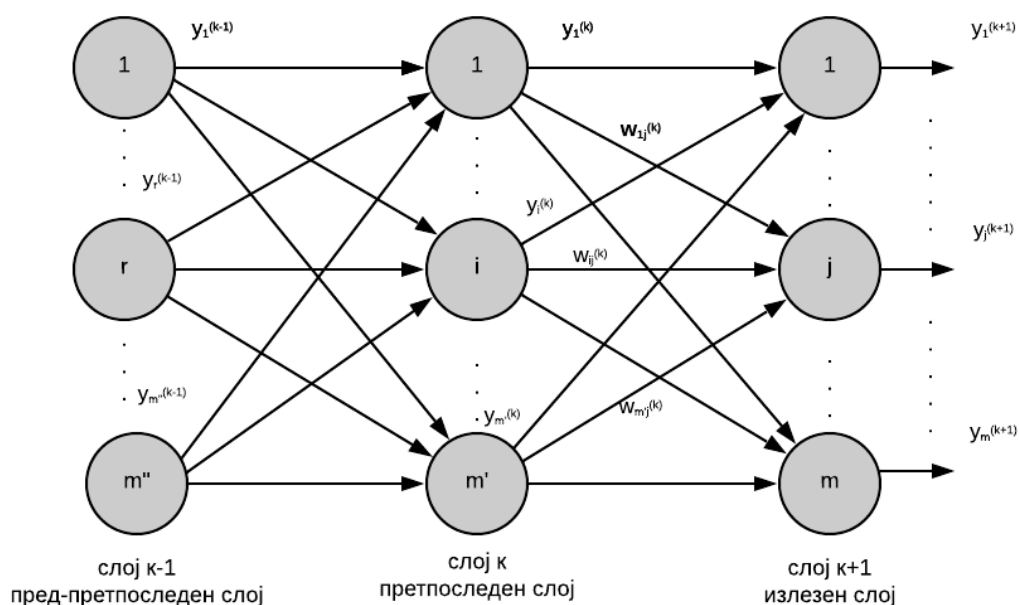 y₁⁽ᵏ⁻¹⁾
y₁⁽ᵏ⁾
y₁⁽ᵏ⁺¹⁾
1
1
1
w₁ⱼ⁽ᵏ⁾
yᵣ⁽ᵏ⁻¹⁾
yᵢ⁽ᵏ⁾
yⱼ⁽ᵏ⁺¹⁾
r
i
wᵢⱼ⁽ᵏ⁾
j
yₘ''⁽ᵏ⁻¹⁾
yₘ'⁽ᵏ⁾
wₘ'ⱼ⁽ᵏ⁾
yₘ⁽ᵏ⁺¹⁾
m''
m'
m
слој к-1
пред-претпоследен слој
слој к
претпоследен слој
слој к+1
излезен слој